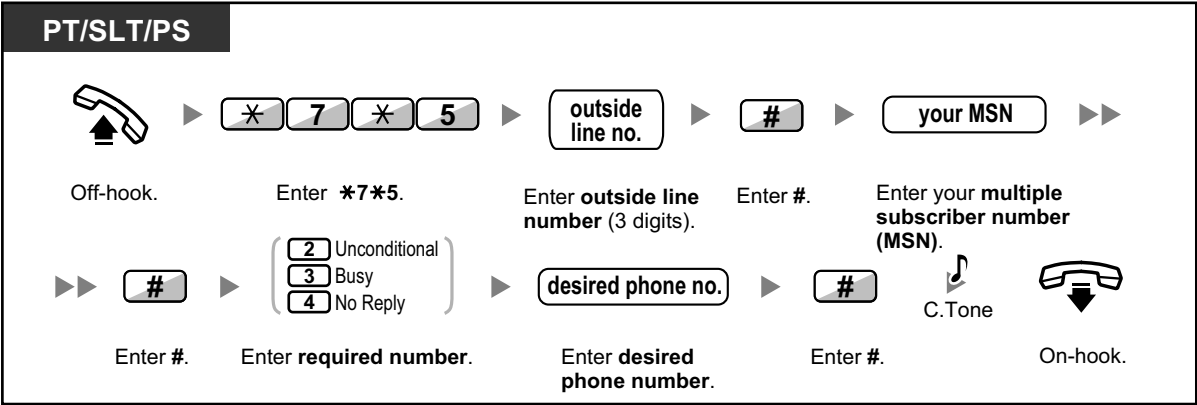 PT/SLT/PS
* 7 * 5
outside
line no.
#
your MSN
Off-hook.
Enter *7*5.
Enter outside line
number (3 digits).
Enter #.
Enter your multiple
subscriber number
(MSN).
#
2 Unconditional
3 Busy
4 No Reply
desired phone no.
#
C.Tone
Enter #.
Enter required number.
Enter desired
phone number.
Enter #.
On-hook.